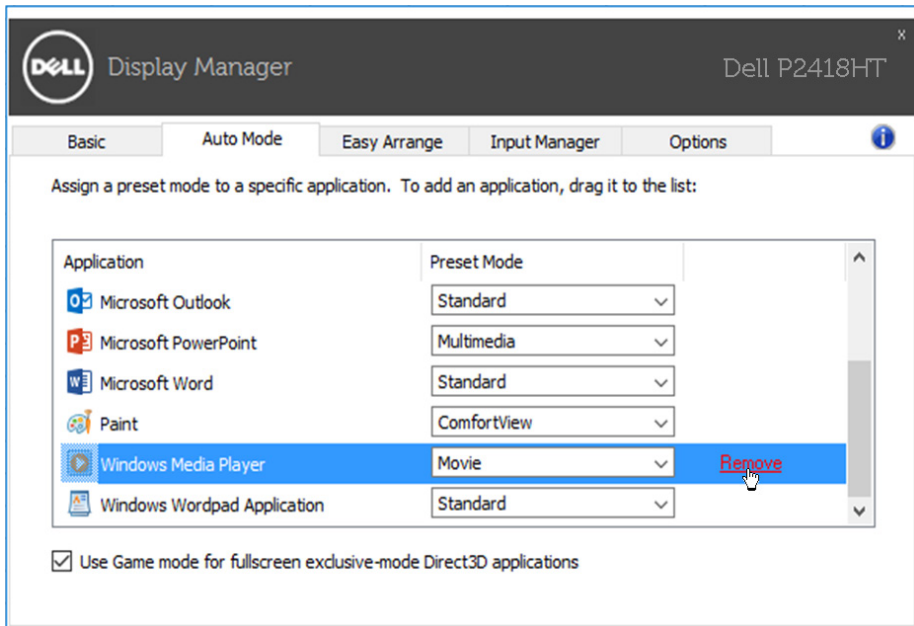 DELL Display Manager
x
Dell P2418HT
Basic Auto Mode Easy Arrange Input Manager Options i
Assign a preset mode to a specific application. To add an application, drag it to the list:
Application Preset Mode
Microsoft Outlook Standard
Microsoft PowerPoint Multimedia
Microsoft Word Standard
Paint ComfortView
Windows Media Player Movie Remove
Windows Wordpad Application Standard
Use Game mode for fullscreen exclusive-mode Direct3D applications